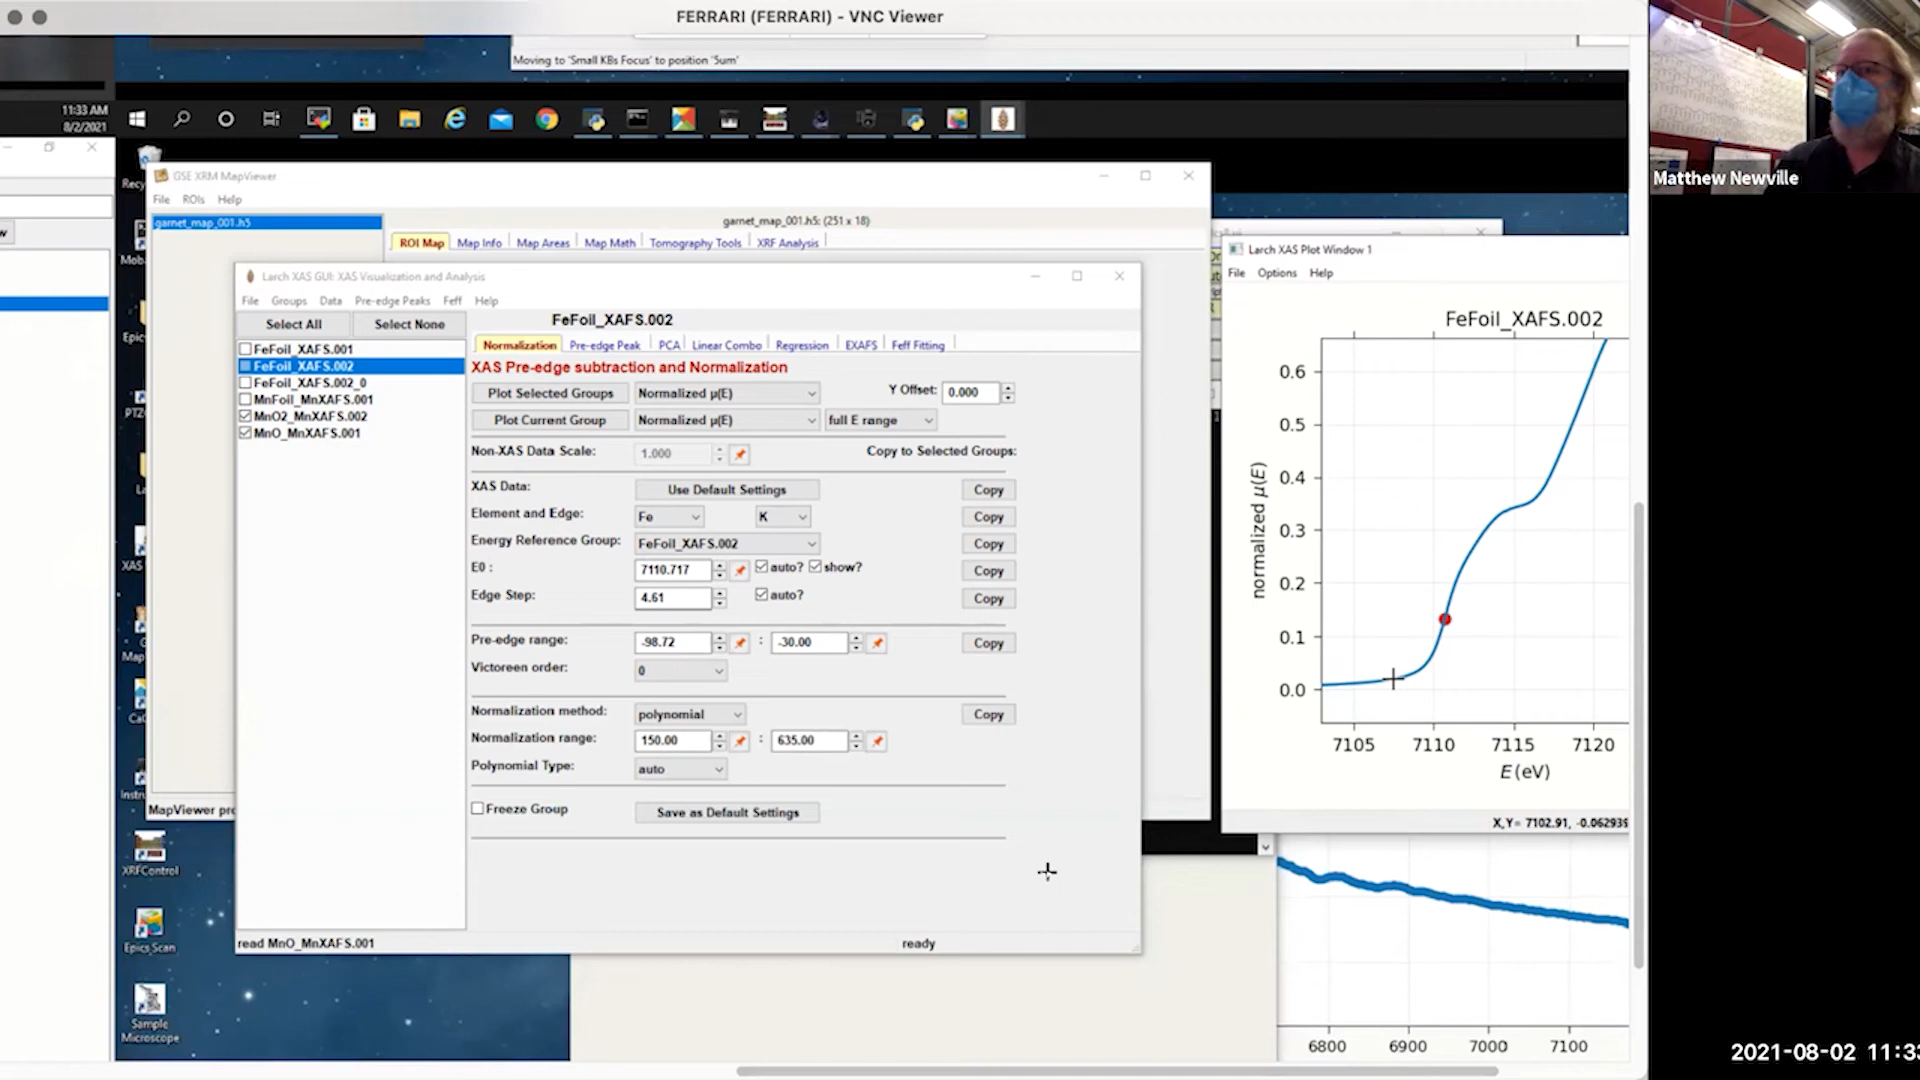 FERRARI (FERRARI) - VNC Viewer
Moving to 'Small KBs Focus' to position '5um'
11:33 AM
8/2/2021
GSE XRM MapViewer
File ROIs Help
garnet_map_001.h5
garnet_map_001.h5: (251 x 18)
ROI Map Map Info Map Areas Map Math Tomography Tools XRF Analysis
Larch XAS GUI: XAS Visualization and Analysis
File Groups Data Pre-edge Peaks Feff Help
Select All Select None
FeFoil_XAFS.001
FeFoil_XAFS.002
FeFoil_XAFS.002_0
MnFoil_MnXAFS.001
MnO2_MnXAFS.002
MnO_MnXAFS.001
FeFoil_XAFS.002
Normalization Pre-edge Peak PCA Linear Combo Regression EXAFS Feff Fitting
XAS Pre-edge subtraction and Normalization
Plot Selected Groups Normalized μ(E) Y Offset: 0.000
Plot Current Group Normalized μ(E) full E range
Non-XAS Data Scale: 1.000 Copy to Selected Groups:
XAS Data: Use Default Settings Copy
Element and Edge: Fe K Copy
Energy Reference Group: FeFoil_XAFS.002 Copy
E0 : 7110.717 auto? show? Copy
Edge Step: 4.61 auto? Copy
Pre-edge range: -98.72 : -30.00 Copy
Victoreen order: 0
Normalization method: polynomial Copy
Normalization range: 150.00 : 635.00
Polynomial Type: auto
Freeze Group Save as Default Settings
read MnO_MnXAFS.001 ready
MapViewer
XRFControl
Epics Scan
Sample
Microscope
Larch XAS Plot Window 1
File Options Help
FeFoil_XAFS.002
normalized μ(E)
0.6
0.5
0.4
0.3
0.2
0.1
0.0
7105 7110 7115 7120
E (eV)
X,Y= 7102.91, -0.062939
6800 6900 7000 7100
Matthew Newville
2021-08-02 11:33